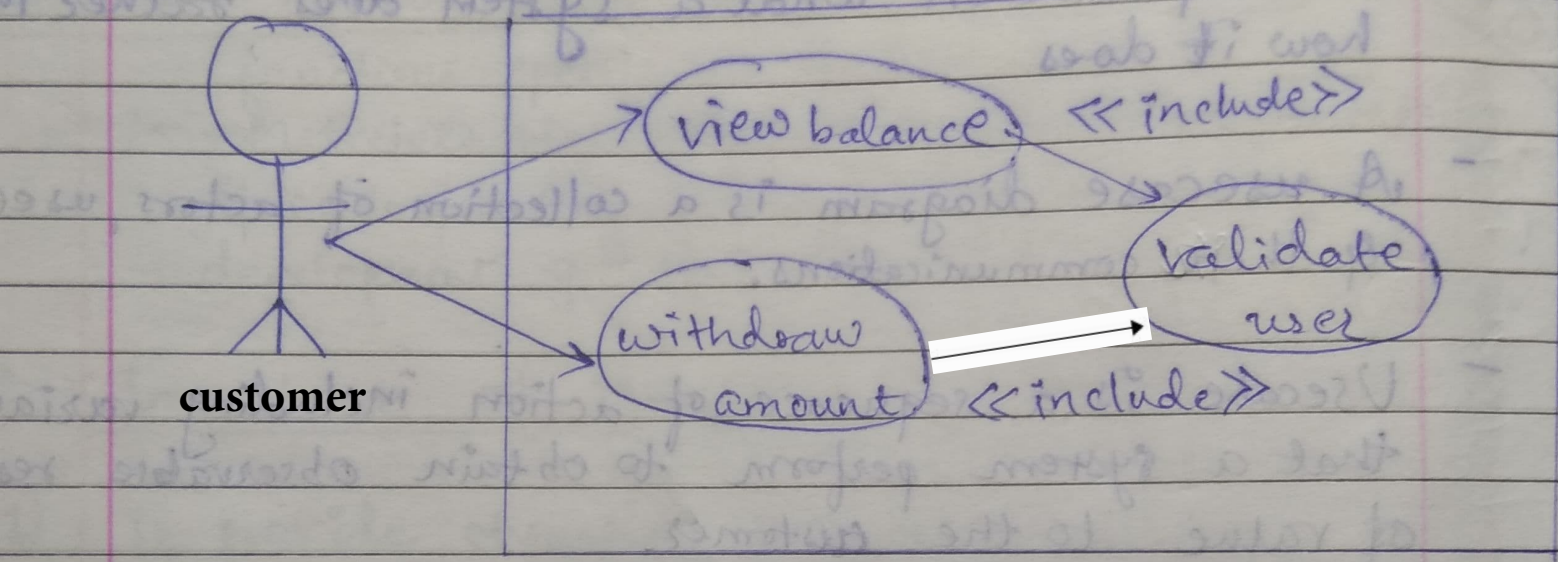 view balance
<<include>>
validate
user
withdraw
amount
<<include>>
customer